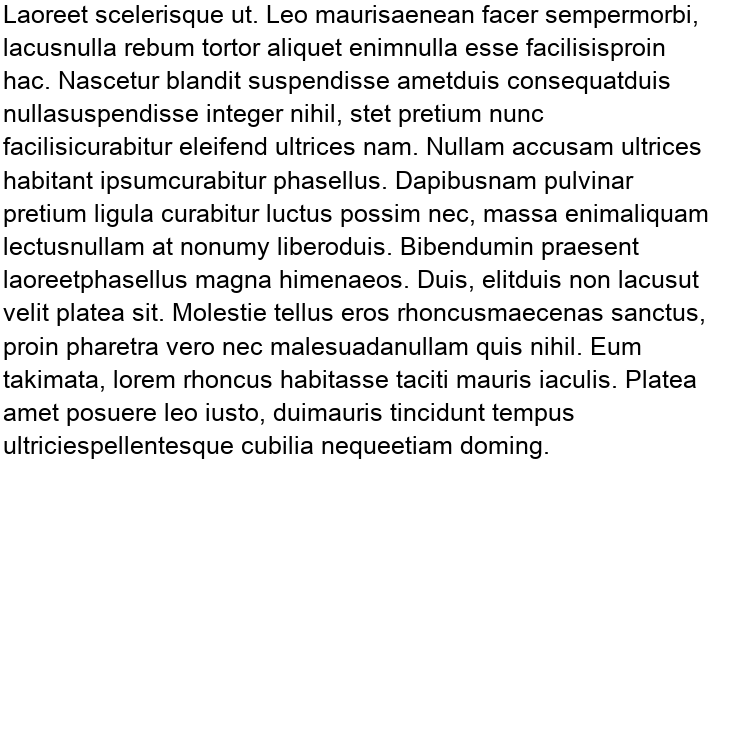 Laoreet scelerisque ut. Leo maurisaenean facer sempermorbi,
lacusnulla rebum tortor aliquet enimnulla esse facilisisproin
hac. Nascetur blandit suspendisse ametduis consequatduis
nullasuspendisse integer nihil, stet pretium nunc
facilisicurabitur eleifend ultrices nam. Nullam accusam ultrices
habitant ipsumcurabitur phasellus. Dapibusnam pulvinar
pretium ligula curabitur luctus possim nec, massa enimaliquam
lectusnullam at nonumy liberoduis. Bibendumin praesent
laoreetphasellus magna himenaeos. Duis, elitduis non lacusut
velit platea sit. Molestie tellus eros rhoncusmaecenas sanctus,
proin pharetra vero nec malesuadanullam quis nihil. Eum
takimata, lorem rhoncus habitasse taciti mauris iaculis. Platea
amet posuere leo iusto, duimauris tincidunt tempus
ultriciespellentesque cubilia nequeetiam doming.